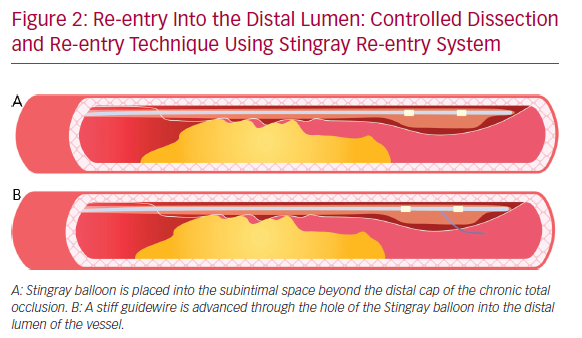 Figure 2: Re-entry Into the Distal Lumen: Controlled Dissection
and Re-entry Technique Using Stingray Re-entry System
A
B
A: Stingray balloon is placed into the subintimal space beyond the distal cap of the chronic total
occlusion. B: A stiff guidewire is advanced through the hole of the Stingray balloon into the distal
lumen of the vessel.